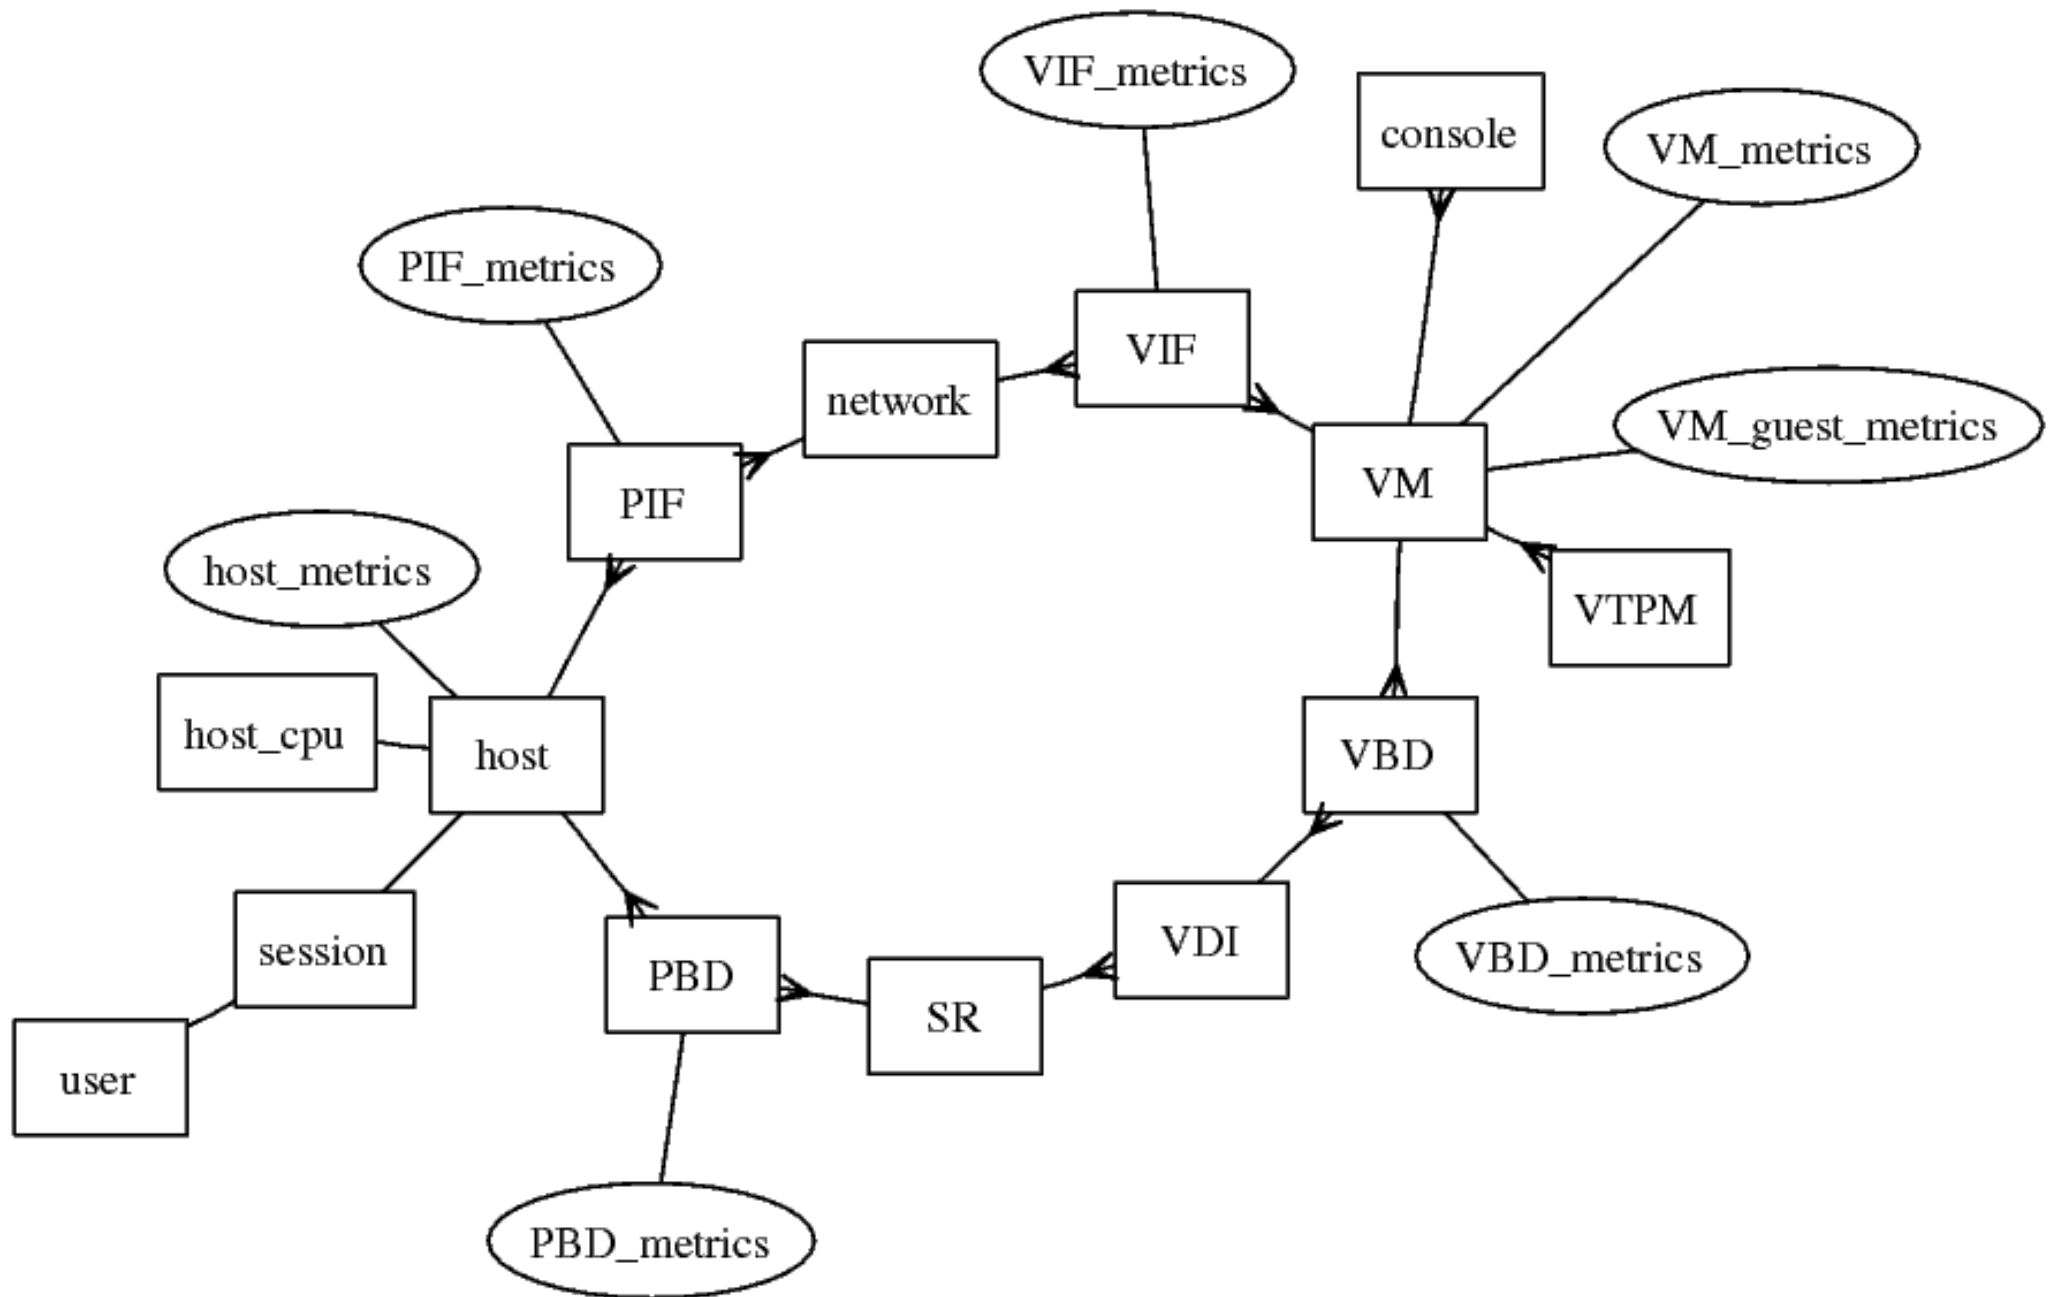 VIF_metrics
console
VM_metrics
PIF_metrics
VIF
network
VM_guest_metrics
VM
PIF
host_metrics
VTPM
host_cpu
host
VBD
session
PBD
VDI
VBD_metrics
SR
user
PBD_metrics